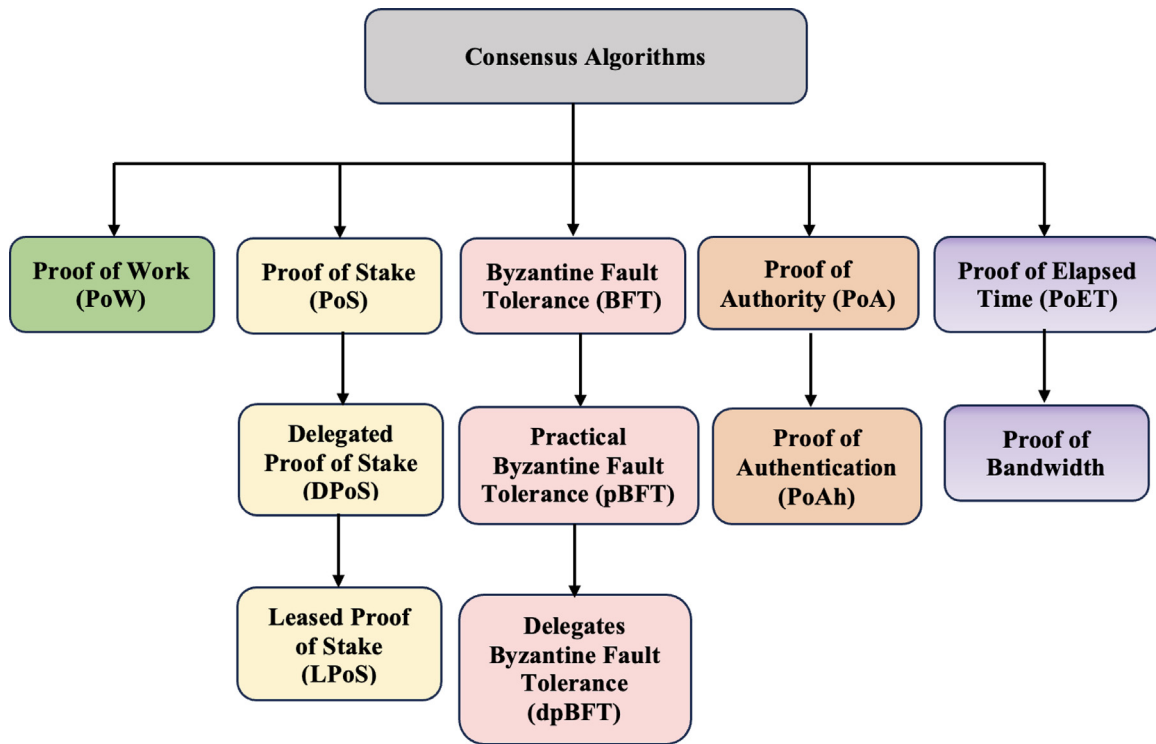 Consensus Algorithms
Proof of Work
(PoW)
Proof of Stake
(PoS)
Byzantine Fault
Tolerance (BFT)
Proof of
Authority (PoA)
Proof of Elapsed
Time (PoET)
Delegated
Proof of Stake
(DPoS)
Practical
Byzantine Fault
Tolerance (pBFT)
Proof of
Authentication
(PoAh)
Proof of
Bandwidth
Leased Proof
of Stake
(LPoS)
Delegates
Byzantine Fault
Tolerance
(dpBFT)